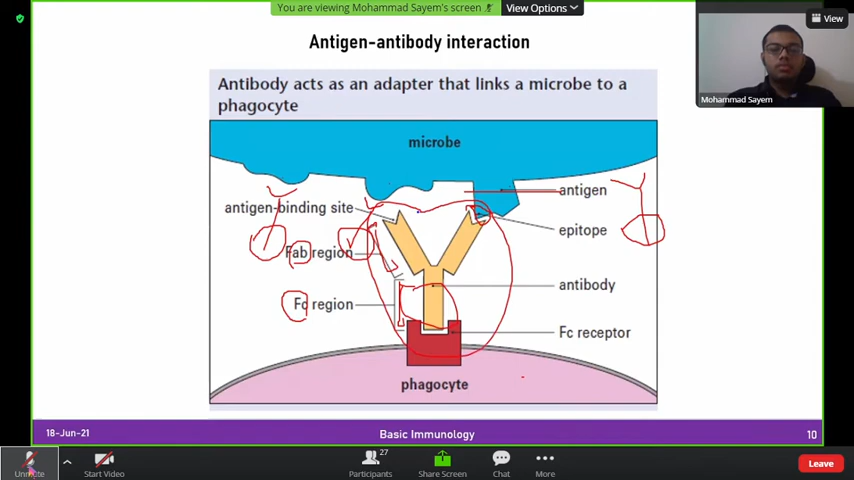 You are viewing Mohammad Sayem's screen
View Options
View
Antigen-antibody interaction
Mohammad Sayem
Antibody acts as an adapter that links a microbe to a
phagocyte
microbe
antigen
antigen-binding site
epitope
Fab region
antibody
Fc region
Fc receptor
phagocyte
18-Jun-21
Basic Immunology
10
Unmute
Start Video
27
Participants
Share Screen
Chat
More
Leave